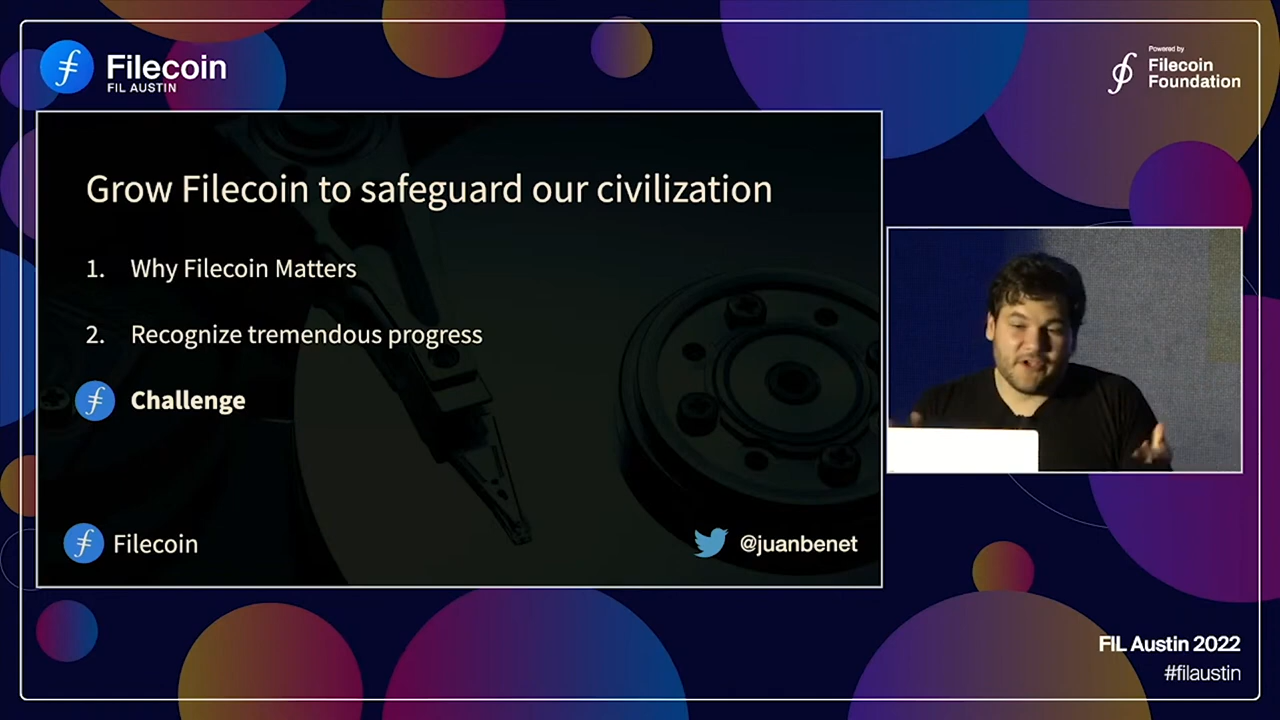 Filecoin
FIL AUSTIN
Powered by
Filecoin
Foundation
Grow Filecoin to safeguard our civilization
1. Why Filecoin Matters
2. Recognize tremendous progress
Challenge
Filecoin
@juanbenet
FIL Austin 2022
#filaustin